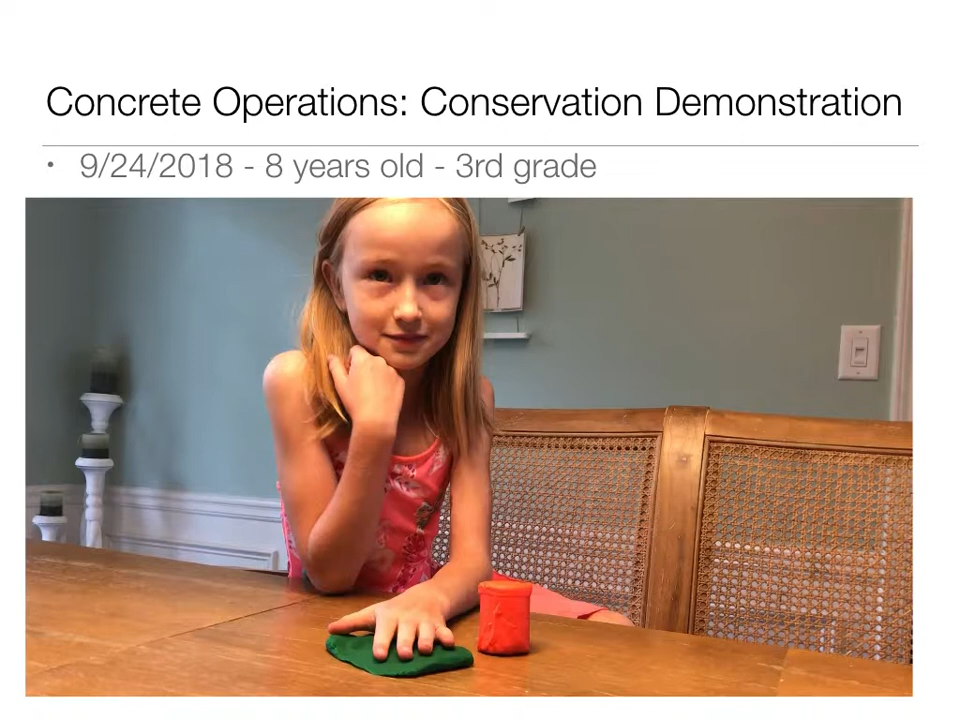 Concrete Operations: Conservation Demonstration
• 9/24/2018 - 8 years old - 3rd grade